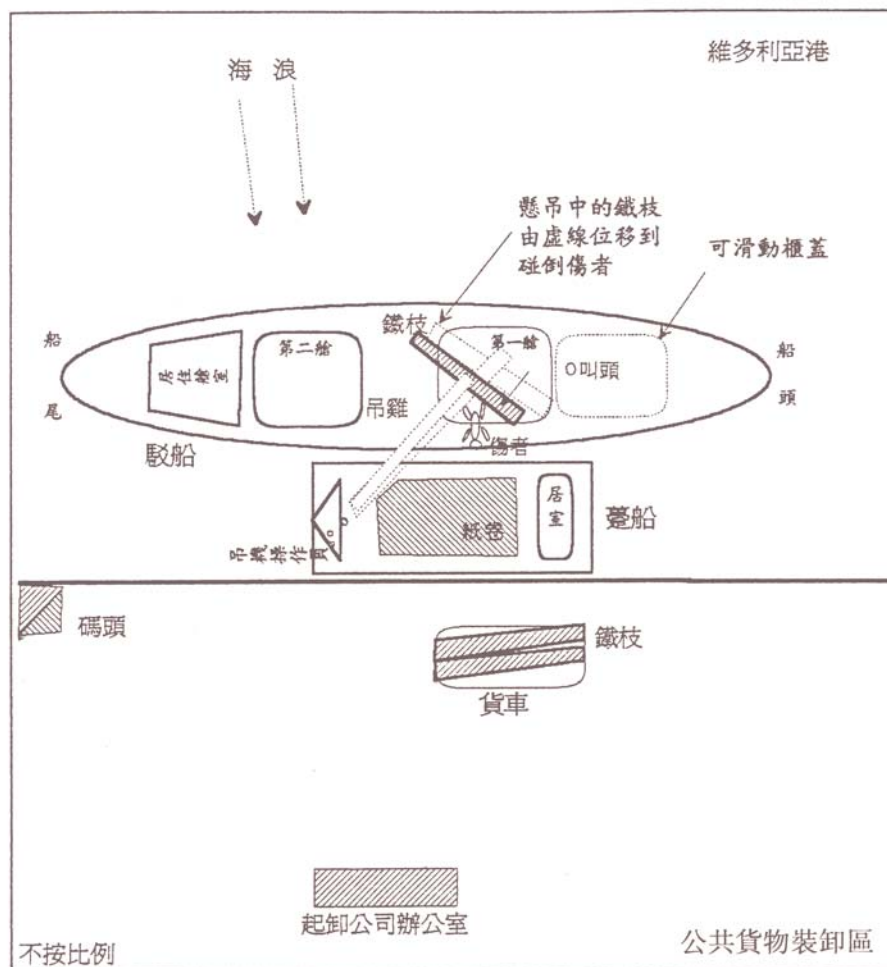 維多利亞港
海 浪
懸吊中的鐵枝
由虛線位移到
碰倒傷者
可滑動櫃蓋
船
尾
居住艙室
第二艙
鐵枝
第一艙
叫頭
船
頭
吊雞
傷者
駁船
紙卷
居室
躉船
吊機操作員
碼頭
鐵枝
貨車
起卸公司辦公室
不按比例
公共貨物裝卸區